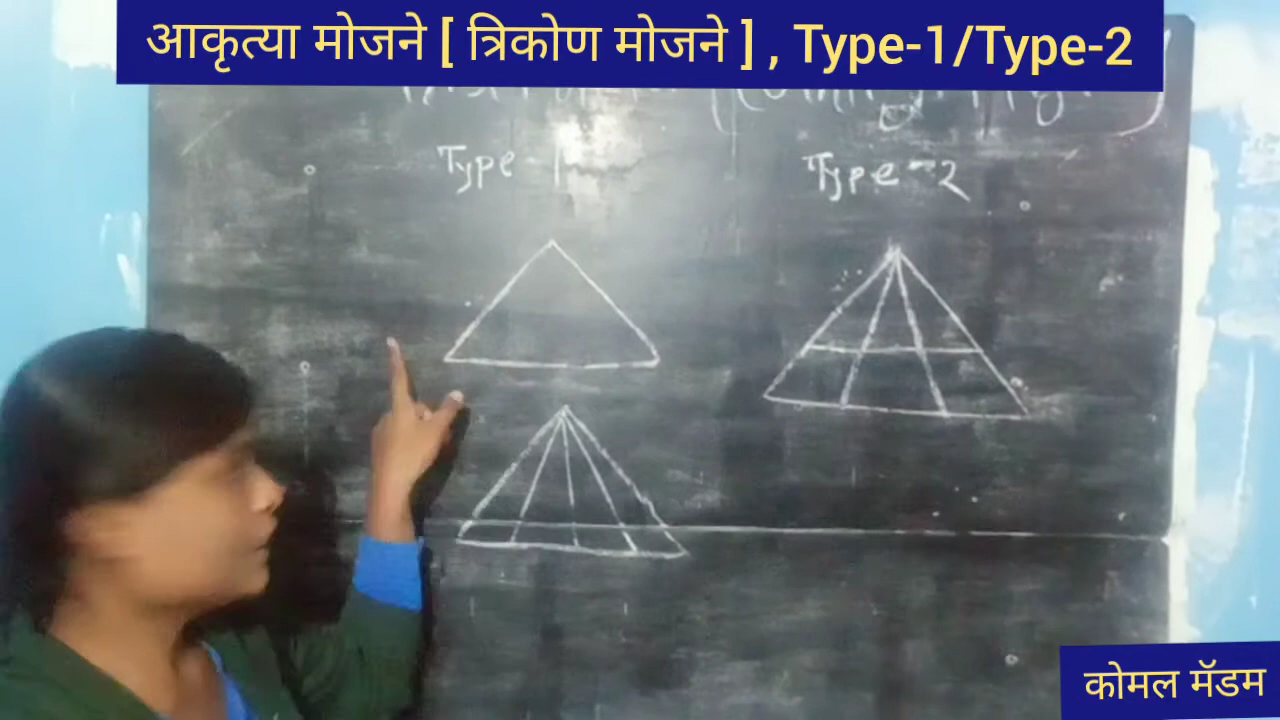 आकृत्या मोजने [ त्रिकोण मोजने ] , Type-1/Type-2
Type - 1
Type - 2
कोमल मॅडम